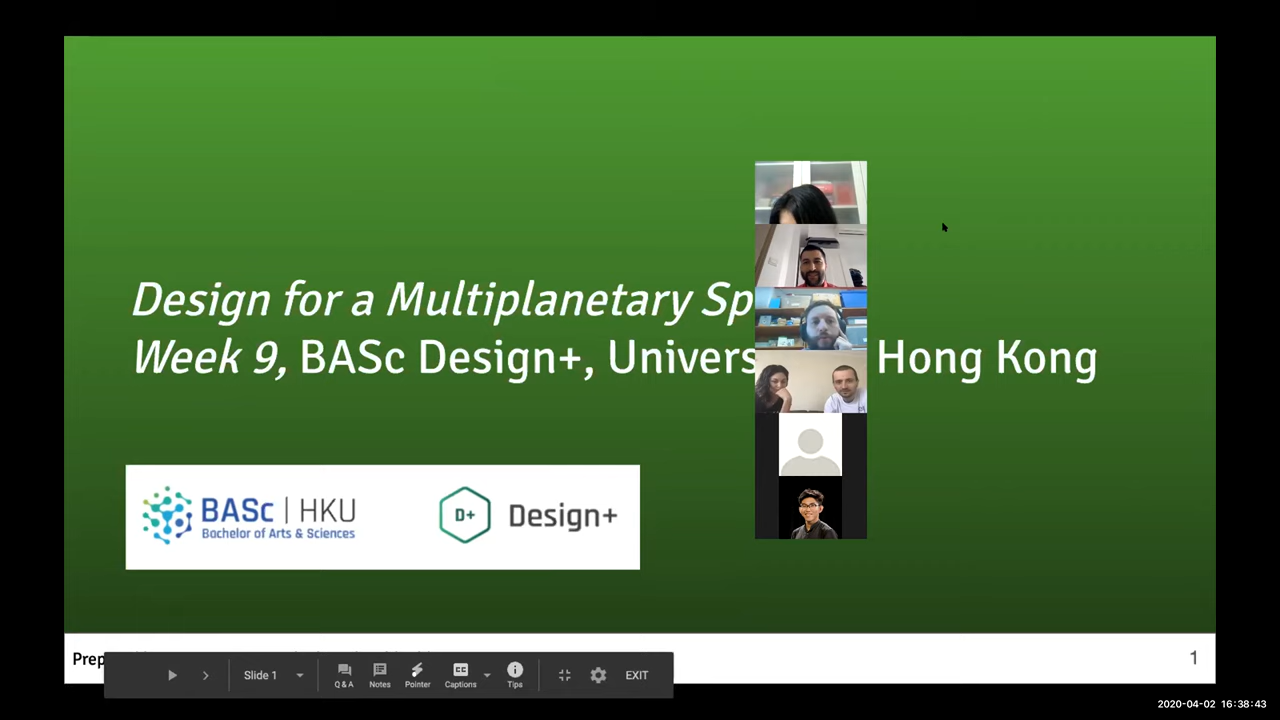 Design for a Multiplanetary Sp
Week 9, BASc Design+, Univers Hong Kong
BASc | HKU
Bachelor of Arts & Sciences
D+
Design+
Prep
1
Slide 1
Q & A
Notes
Pointer
CC
Captions
Tips
EXIT
2020-04-02 16:38:43